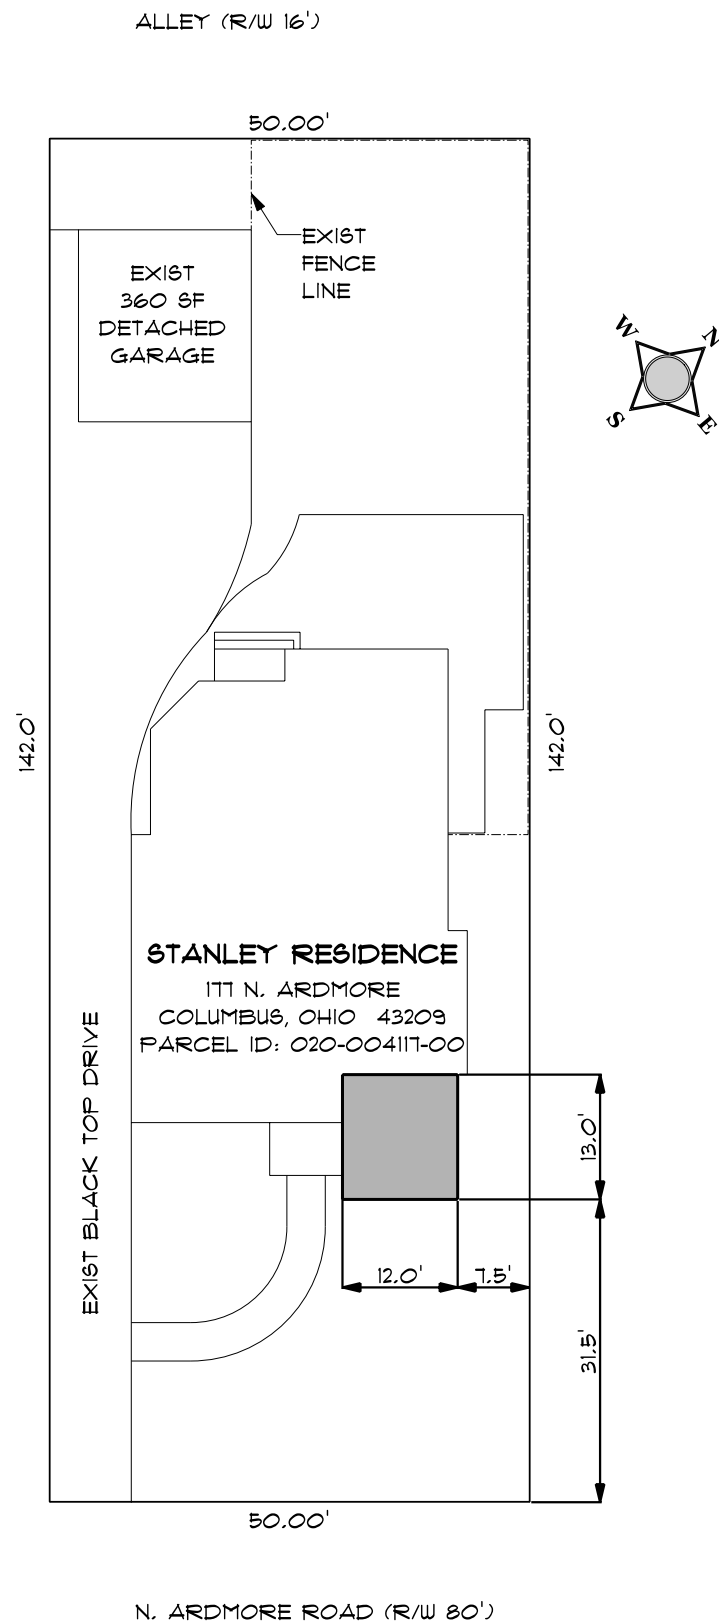 ALLEY (R/W 16')
50.00'
EXIST
FENCE
LINE
EXIST
360 SF
DETACHED
GARAGE
W
N
S
E
142.0'
142.0'
STANLEY RESIDENCE
177 N. ARDMORE
COLUMBUS, OHIO 43209
PARCEL ID: 020-004117-00
EXIST BLACK TOP DRIVE
13.0'
12.0'
7.5'
31.5'
50.00'
N. ARDMORE ROAD (R/W 80')